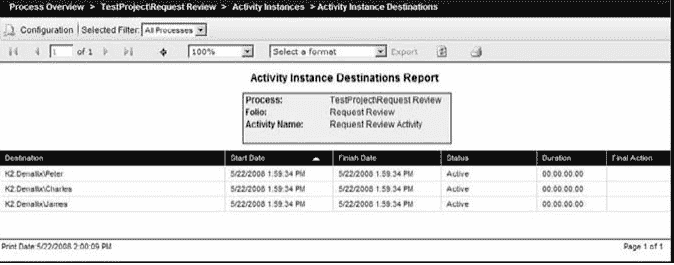 Process Overview > TestProject\Request Review > Activity Instances > Activity Instance Destinations
Configuration Selected Filter: All Processes
1 of 1 100% Select a format Export
Activity Instance Destinations Report
Process: TestProject\Request Review
Folio: Request Review
Activity Name: Request Review Activity
Destination Start Date Finish Date Status Duration Final Action
K2:Denallix\Peter 5/22/2008 1:59:34 PM 5/22/2008 1:59:34 PM Active 00:00:00:00
K2:Denallix\Charles 5/22/2008 1:59:34 PM 5/22/2008 1:59:34 PM Active 00:00:00:00
K2:Denallix\James 5/22/2008 1:59:34 PM 5/22/2008 1:59:34 PM Active 00:00:00:00
Print Date:5/22/2008 2:00:09 PM Page 1 of 1